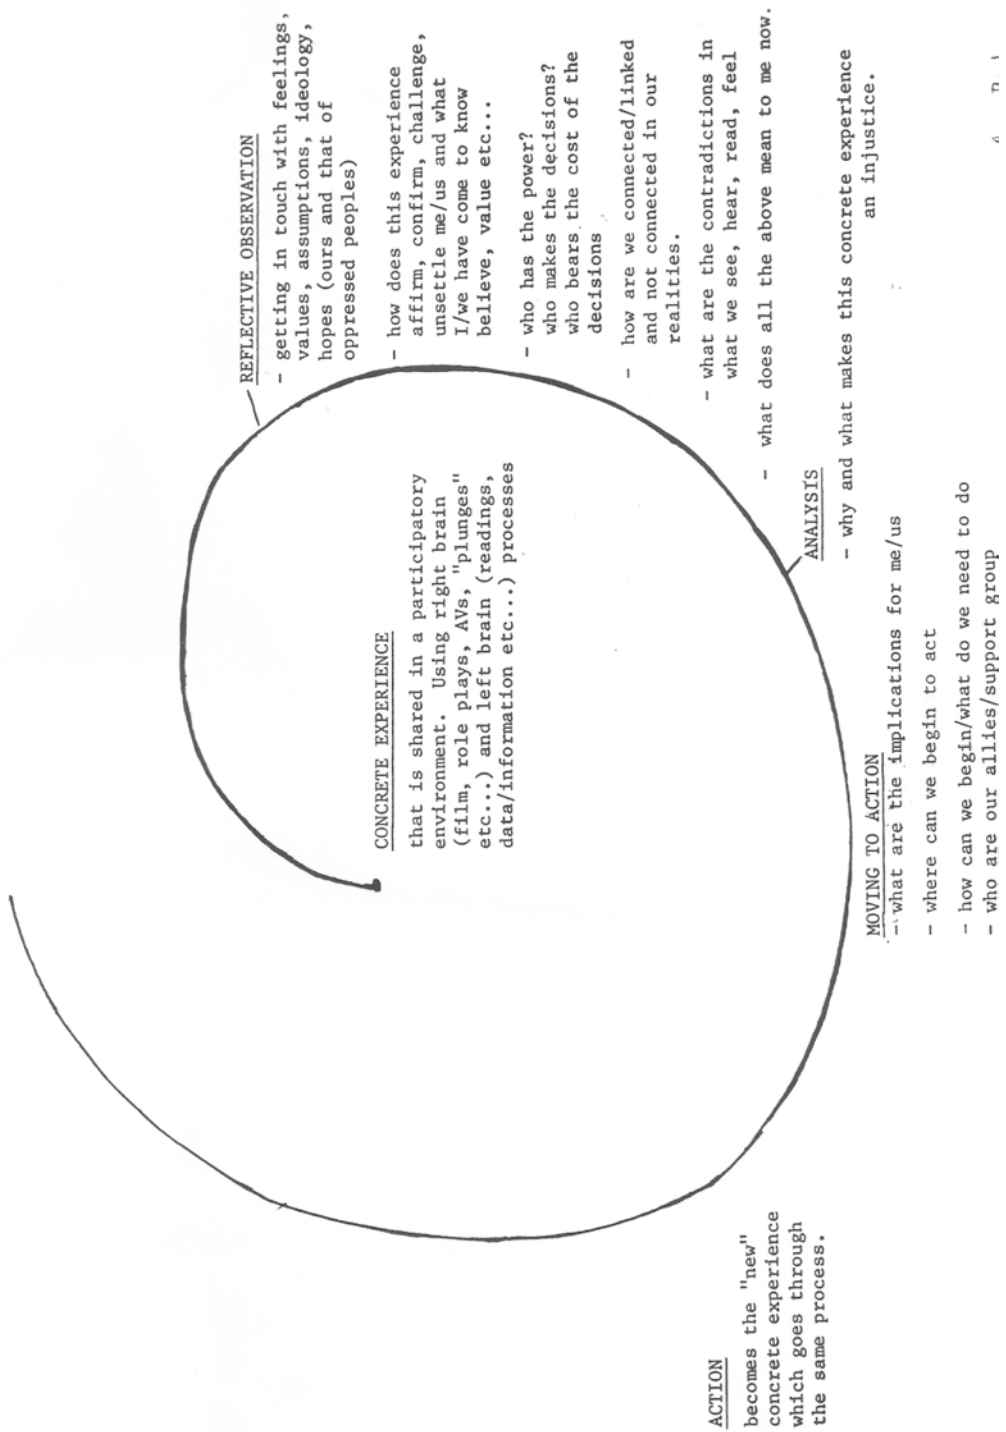 CONCRETE EXPERIENCE
that is shared in a participatory
environment. Using right brain
(film, role plays, AVs, "plunges"
etc...) and left brain (readings,
data/information etc...) processes
REFLECTIVE OBSERVATION
- getting in touch with feelings,
values, assumptions, ideology,
hopes (ours and that of
oppressed peoples)
- how does this experience
affirm, confirm, challenge,
unsettle me/us and what
I/we have come to know
believe, value etc...
- who has the power?
who makes the decisions?
who bears the cost of the
decisions
- how are we connected/linked
and not connected in our
realities.
- what are the contradictions in
what we see, hear, read, feel
- what does all the above mean to me now.
ANALYSIS
- why and what makes this concrete experience
an injustice.
MOVING TO ACTION
- what are the implications for me/us
- where can we begin to act
- how can we begin/what do we need to do
- who are our allies/support group
ACTION
becomes the "new"
concrete experience
which goes through
the same process.